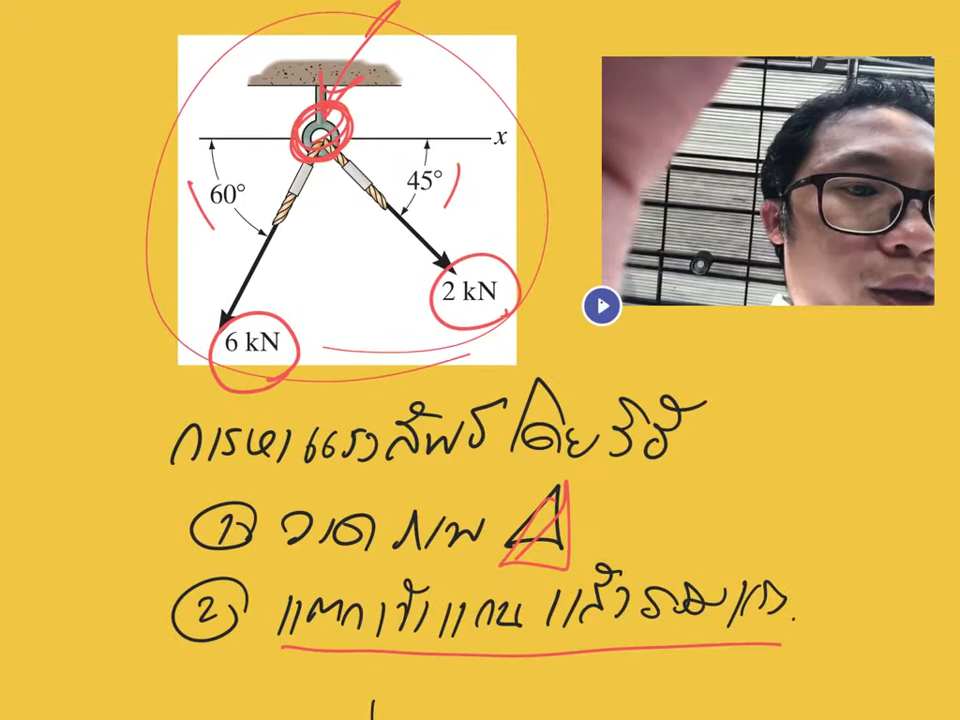 x
60°
45°
2 kN
6 kN
การหาแรงลัพธ์ โดยวิธี
① วาดภาพ
② แตกเข้าแกน แล้วรวมแรง.